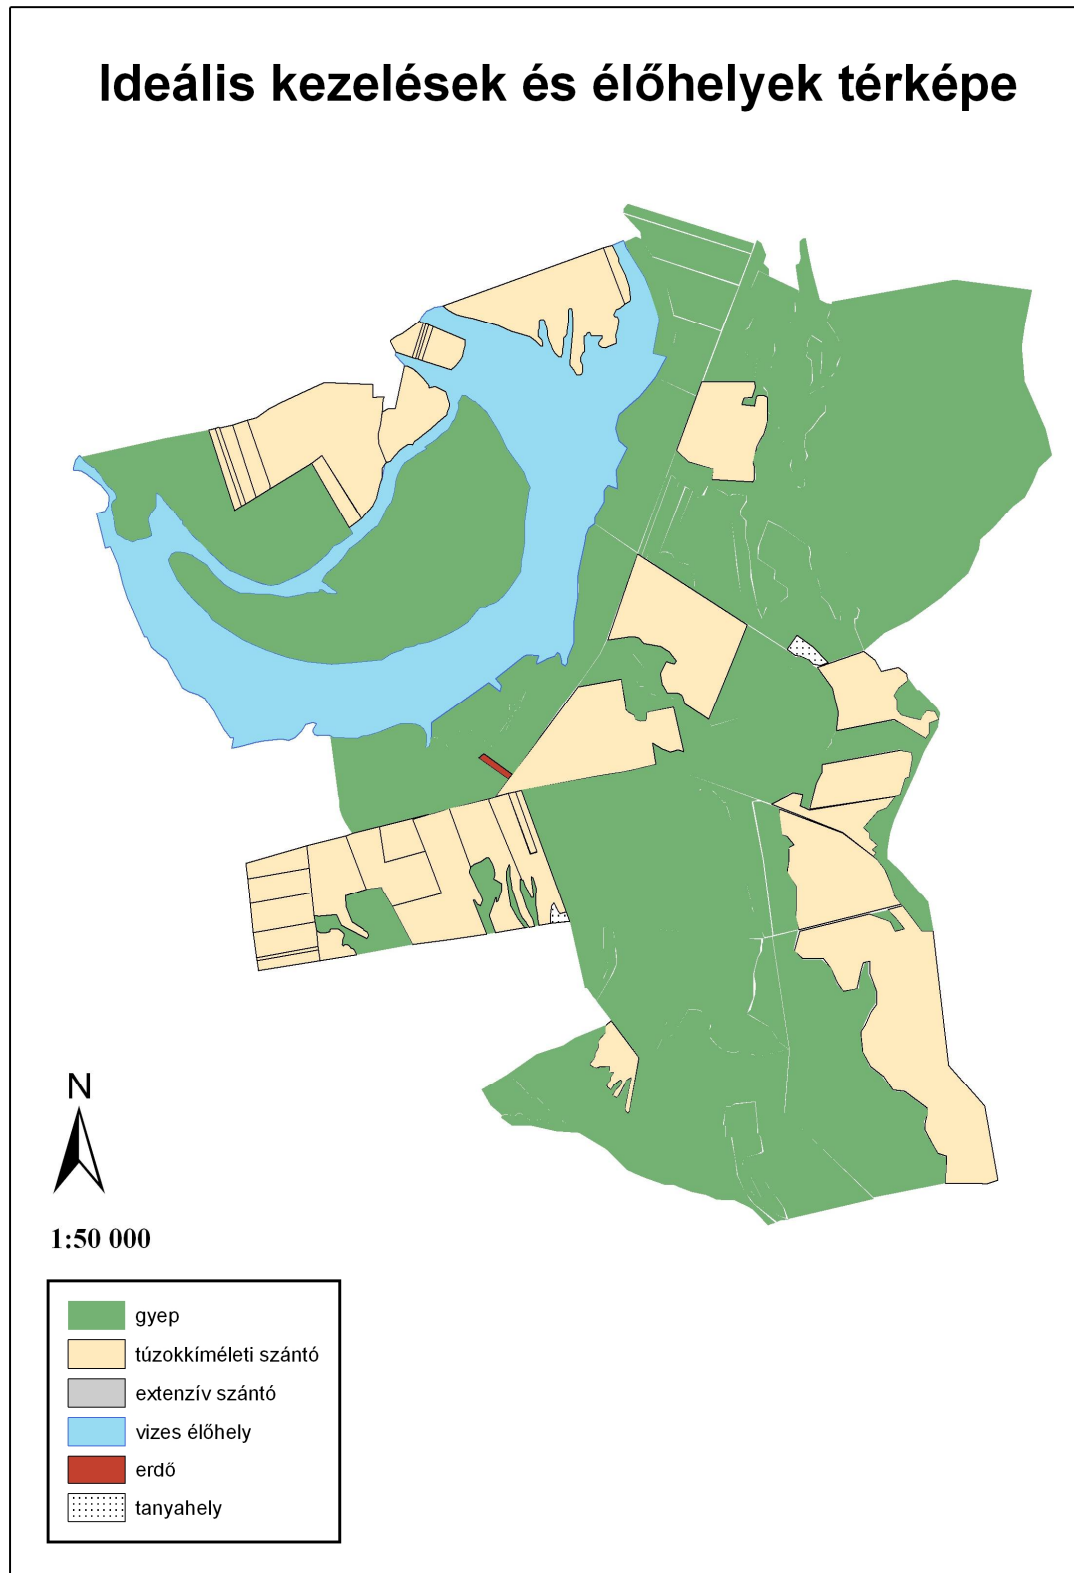 Ideális kezelések és élőhelyek térképe
N
1:50 000
gyep
túzokkíméleti szántó
extenzív szántó
vizes élőhely
erdő
tanyahely